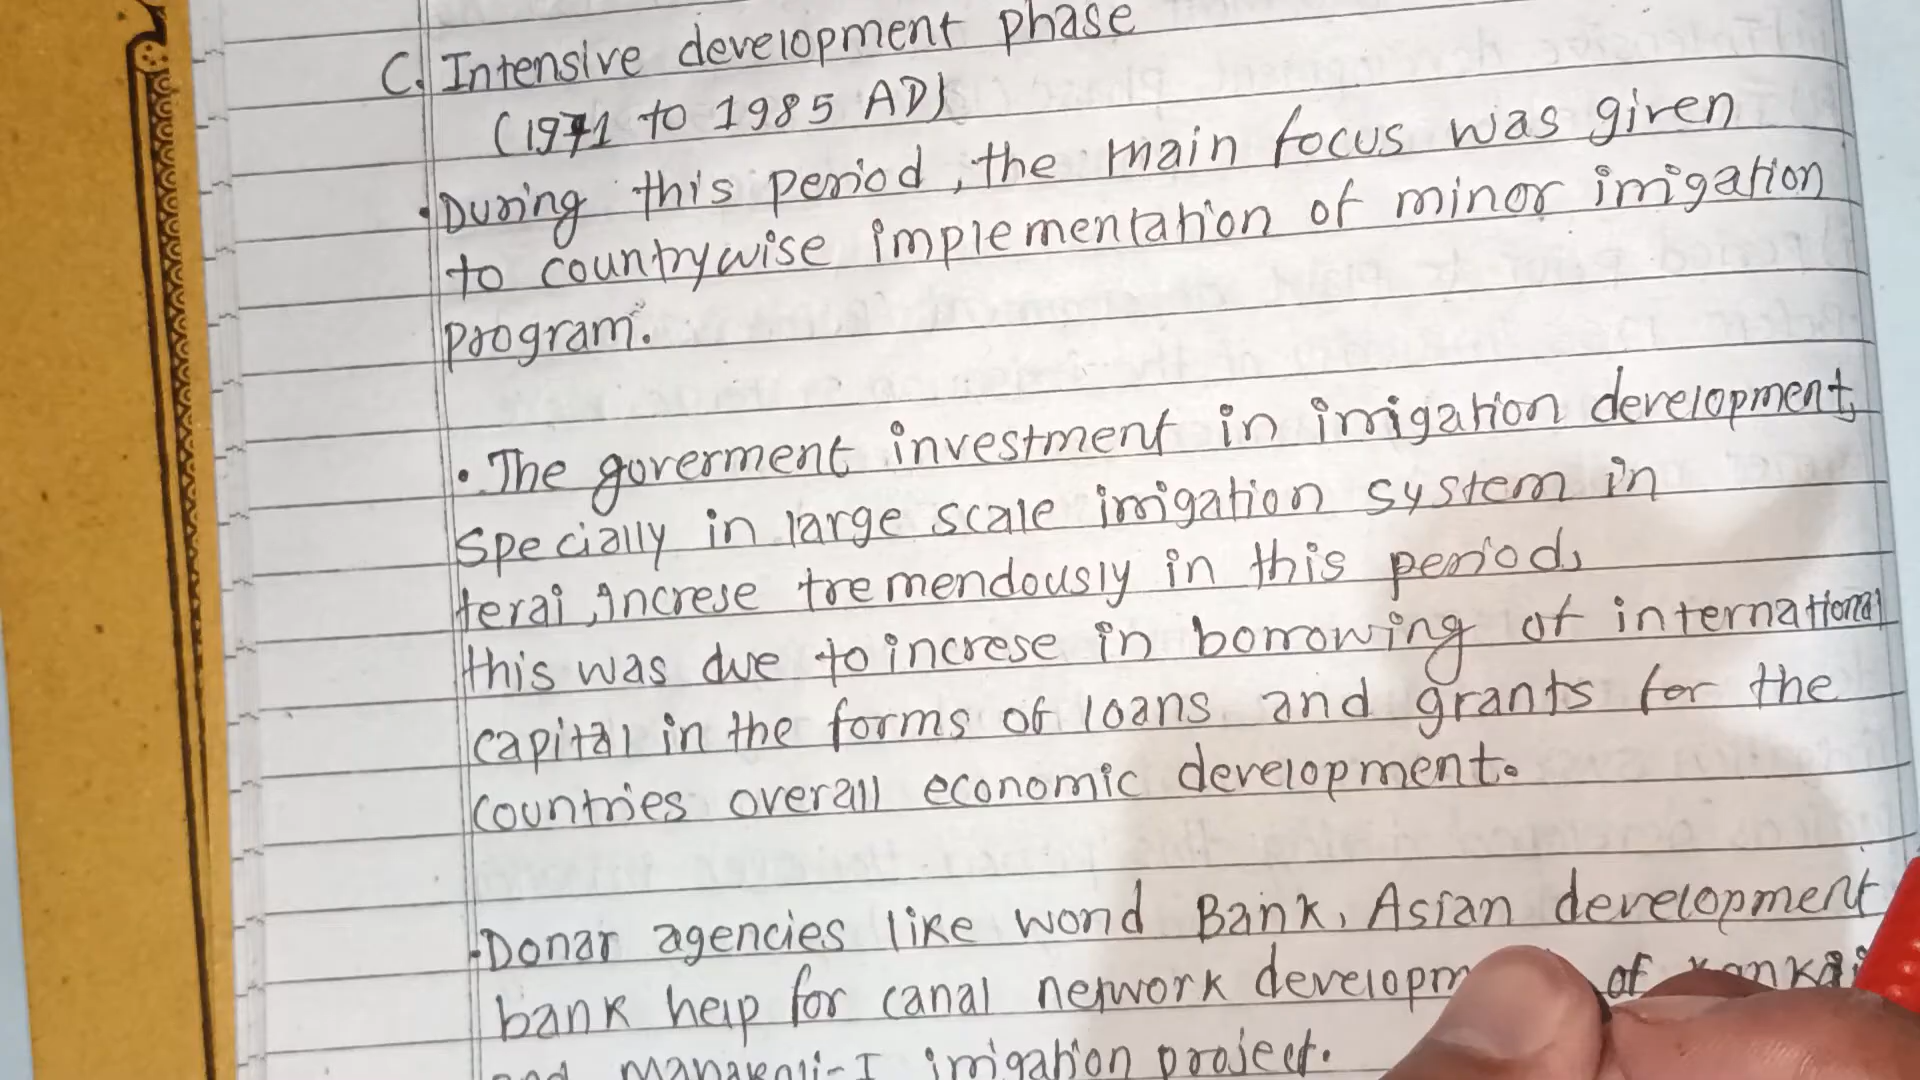 C. Intensive development phase
(1971 to 1985 AD)
• During this period, the main focus was given
to countrywise implementation of minor irrigation
program.
• The goverment investment in irrigation development,
specially in large scale irrigation system in
terai, increse tremendously in this period,
this was due to increse in borrowing of international
capital in the forms of loans and grants for the
countries overall economic development.
• Donar agencies like world Bank, Asian development
bank help for canal network of kankai
irrigation project.